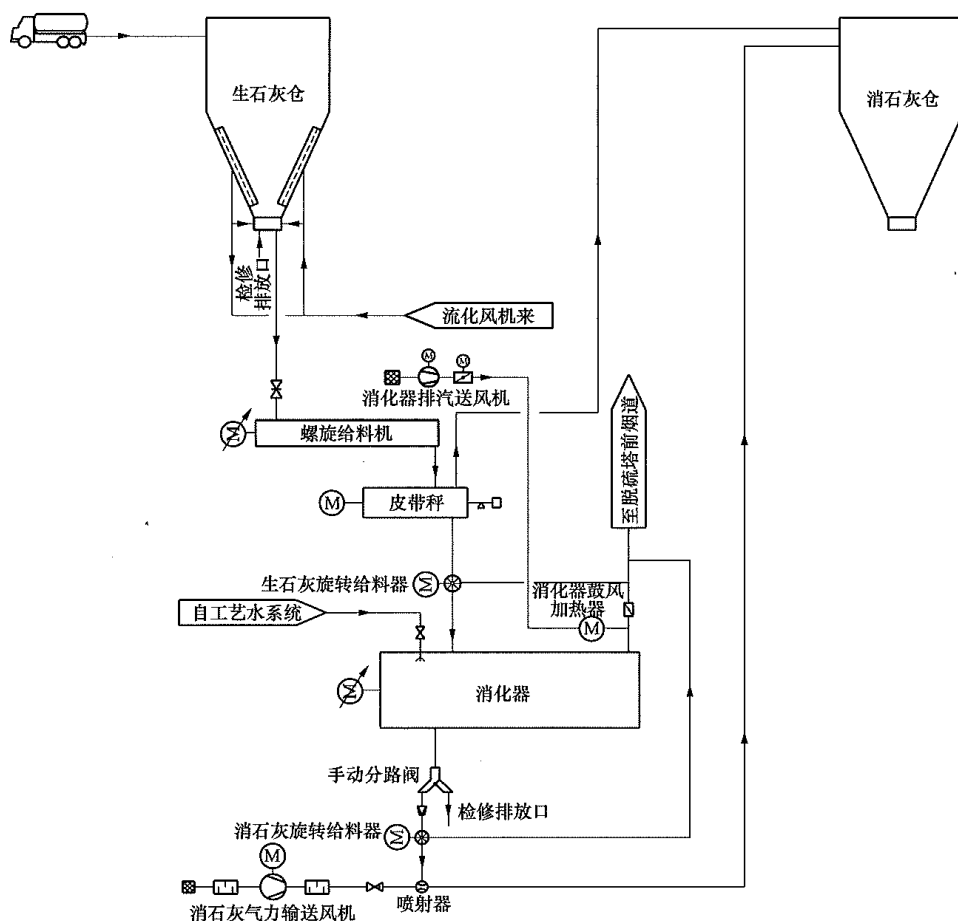 生石灰仓
消石灰仓
检修
排放口
流化风机来
M
M
消化器排汽送风机
M
螺旋给料机
至脱硫塔前烟道
M
皮带秤
生石灰旋转给料器
M
消化器鼓风
加热器
M
自工艺水系统
M
消化器
手动分路阀
检修排放口
消石灰旋转给料器
M
M
消石灰气力输送风机
喷射器